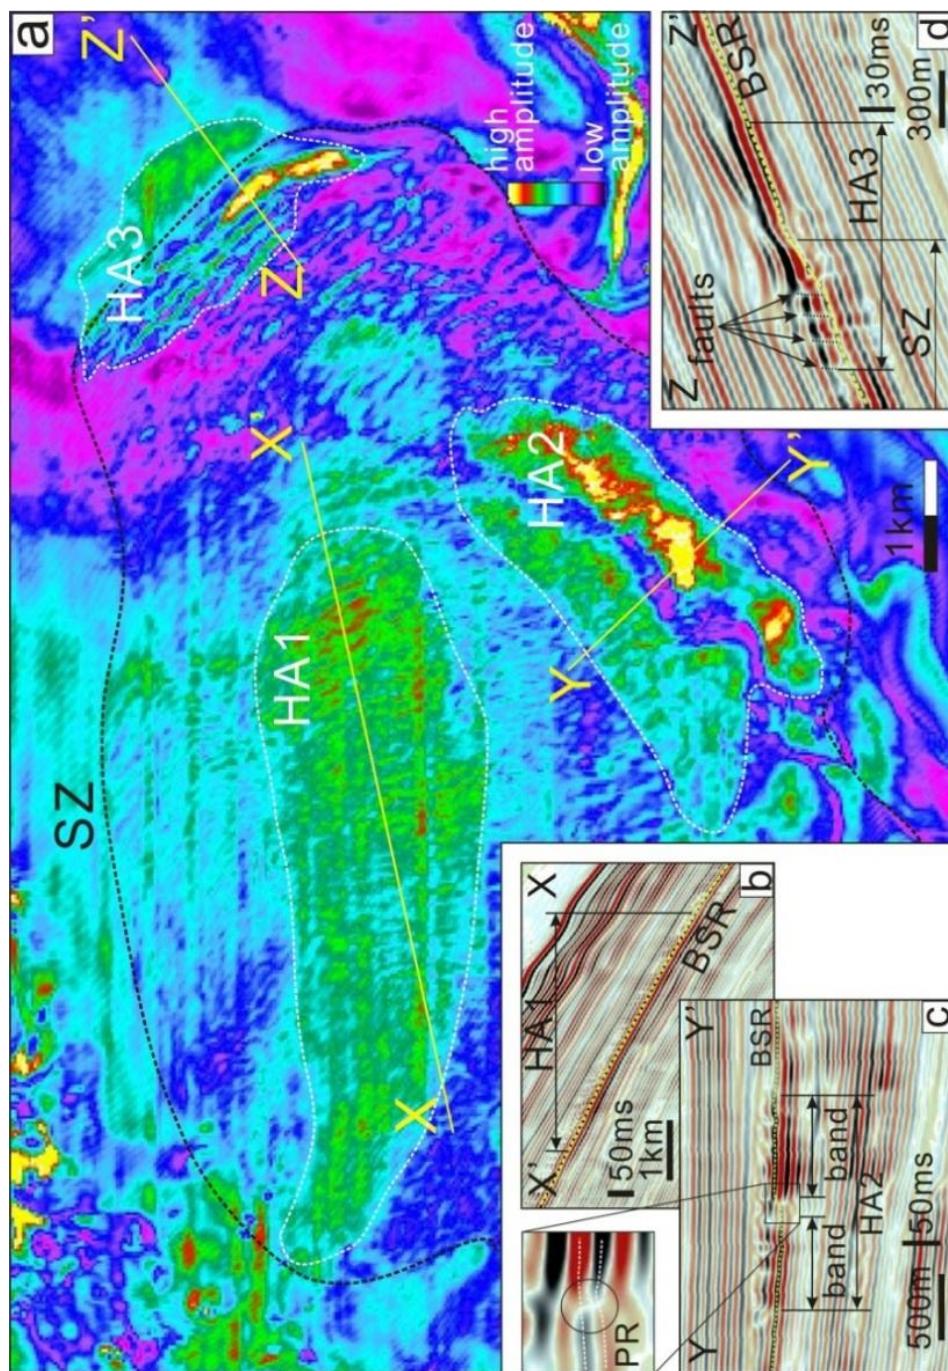 a
SZ
HA1
HA2
HA3
X
X'
Y
Y'
Z
Z'
high
amplitude
low
amplitude
1km
PR
X'
HA1
X
BSR
50ms
1km
b
Y
Y'
BSR
band
band
HA2
500m
50ms
c
Z
faults
Z'
BSR
HA3
SZ
30ms
300m
d